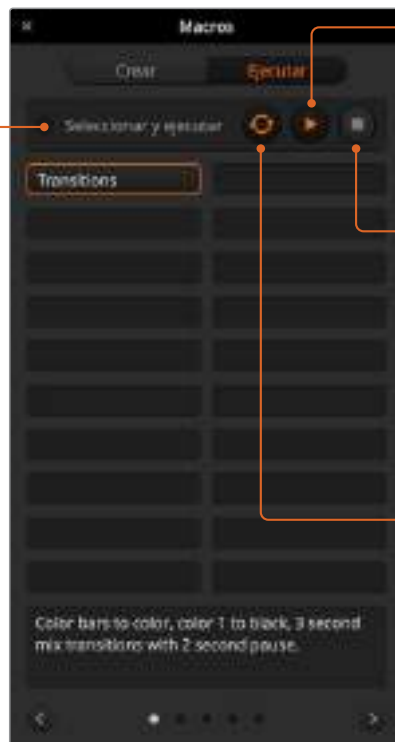 Macros
Crear Ejecutar
Seleccionar y ejecutar
Transitions
Color bars to color, color 1 to black, 3 second
mix transitions with 2 second pause.